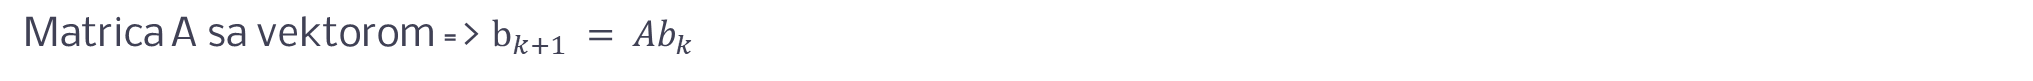 Matrica A sa vektorom => b_{k+1} = Ab_k